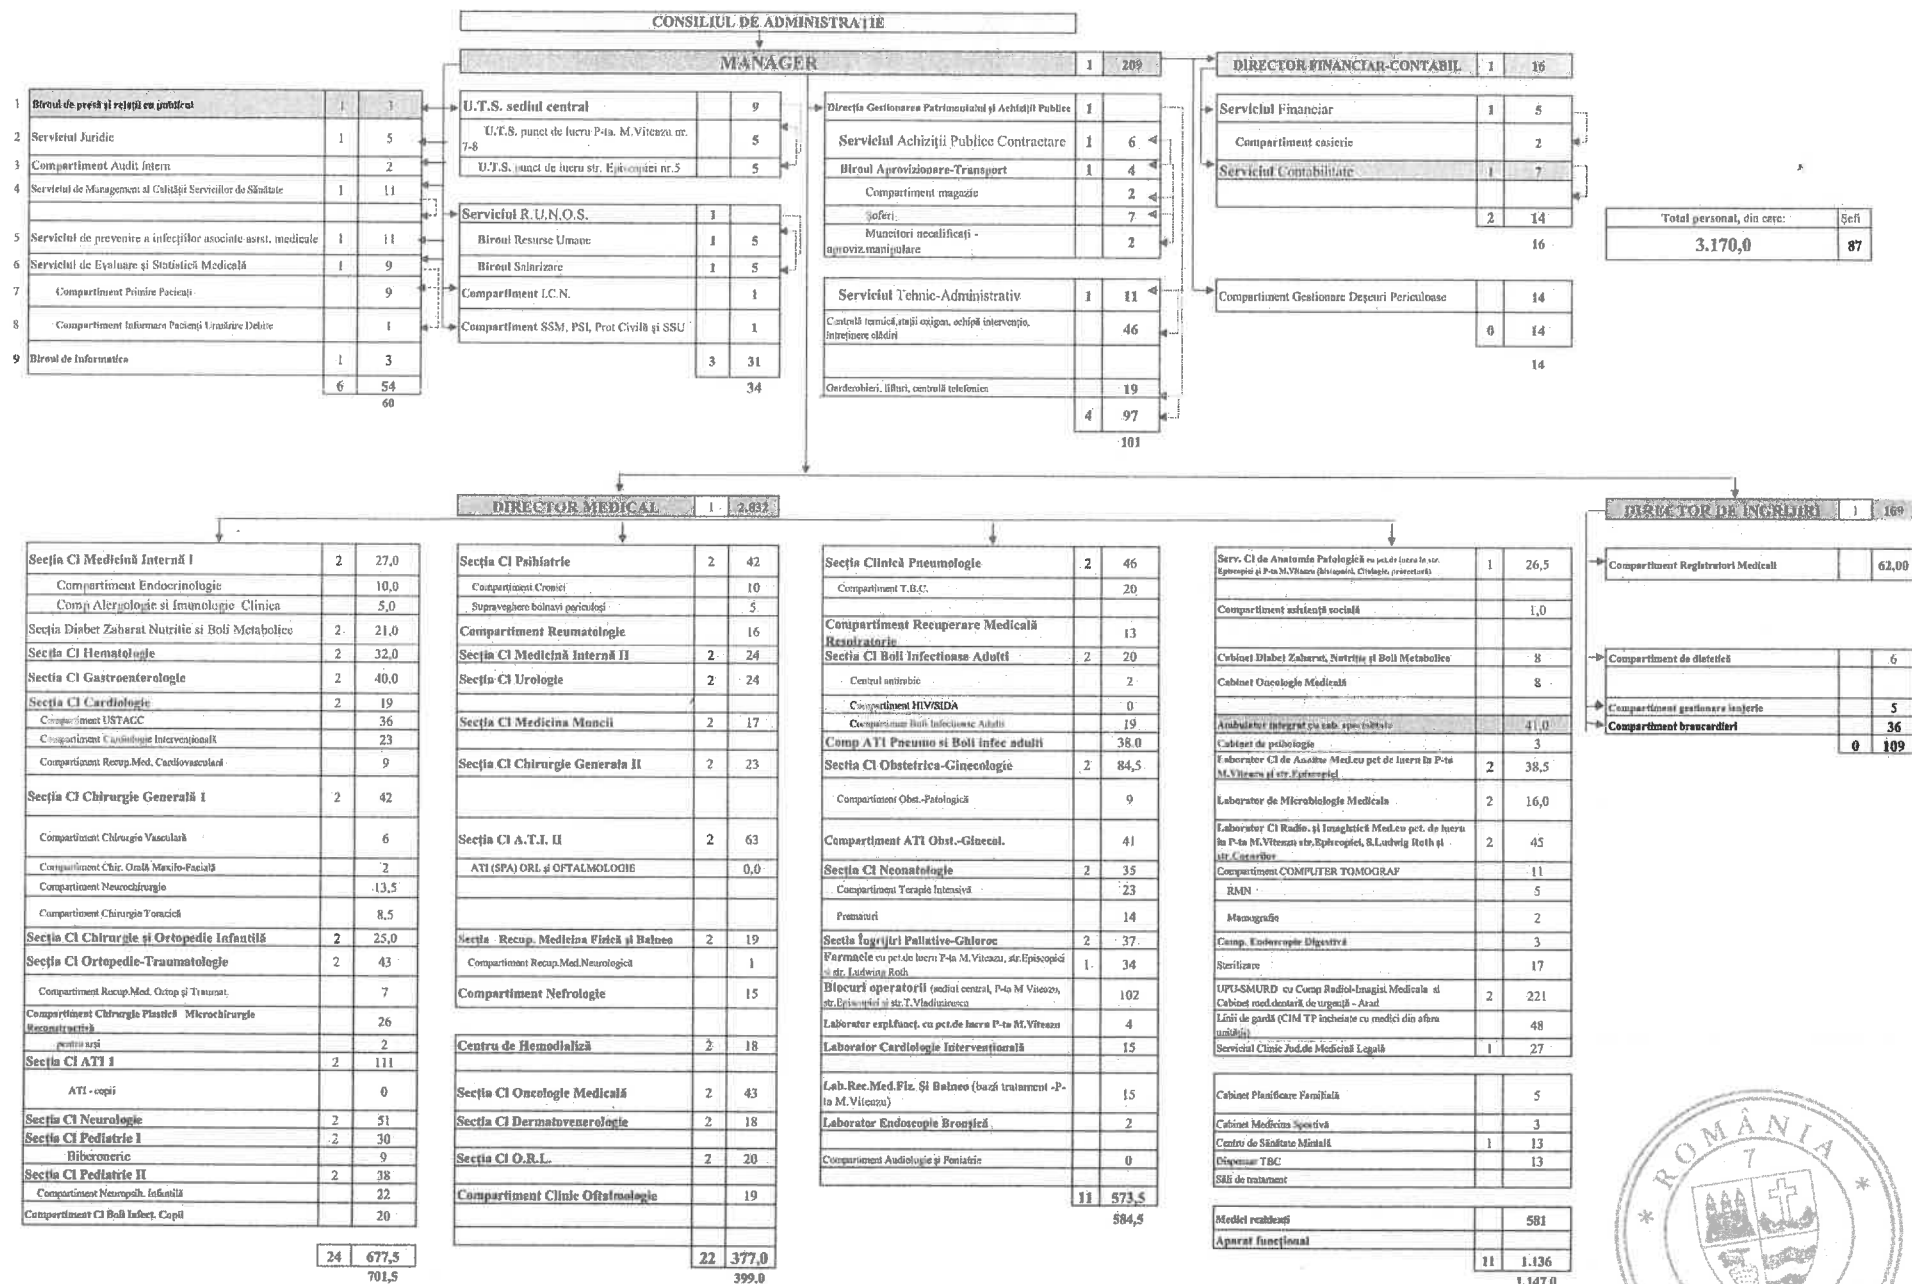 CONSILIUL DE ADMINISTRAȚIE
MANAGER 1 209
DIRECTOR FINANCIAR-CONTABIL 1 16
1 Biroul de presă și relații cu publicul 1 3
2 Serviciul Juridic 1 5
3 Compartiment Audit Intern 2
4 Serviciul de Management al Calității Serviciilor de Sănătate 1 11
5 Serviciul de prevenire a infecțiilor asociate asist. medicale 1 11
6 Serviciul de Evaluare și Statistică Medicală 1 9
7 Compartiment Primire Pacienți 9
8 Compartiment Informare Pacienți Urmărire Debite 1
9 Biroul de Informatica 1 3
6 54
60
U.T.S. sediul central 9
U.T.S. punct de lucru P-ta. M.Viteazu nr. 7-8 5
U.T.S. punct de lucru str. Episcopiei nr.5 5
Serviciul R.U.N.O.S. 1
Biroul Resurse Umane 1 5
Biroul Salarizare 1 5
Compartiment I.C.N. 1
Compartiment SSM, PSI, Prot Civilă și SSU 1
3 31
34
Direcția Gestionarea Patrimoniului și Achiziții Publice 1
Serviciul Achiziții Publice Contractare 1 6
Biroul Aprovizionare-Transport 1 4
Compartiment magazie 2
Șoferi 7
Muncitori necalificați -
aproviz.manipulare 2
Serviciul Tehnic-Administrativ 1 11
Centrală termică,stații oxigen, echipă intervenție,
întreținere clădiri 46
Garderobieri, lifturi, centrală telefonica 19
4 97
101
Serviciul Financiar 1 5
Compartiment casierie 2
Serviciul Contabilitate 1 7
2 14
16
Compartiment Gestionare Deșeuri Periculoase 14
0 14
14
Total personal, din care: Șefi
3.170,0 87
DIRECTOR MEDICAL 1 2.832
DIRECTOR DE INGRIJIRI 1 169
Secția Cl Medicină Internă I 2 27,0
Compartiment Endocrinologie 10,0
Comp Alergologie si Imunologie Clinica 5,0
Secția Diabet Zaharat Nutritie si Boli Metabolice 2 21,0
Secția Cl Hematologie 2 32,0
Secția Cl Gastroenterologie 2 40,0
Secția Cl Cardiologie 2 19
Compartiment USTACC 36
Compartiment Cardiologie Intervențională 23
Compartiment Recup.Med. Cardiovasculară 9
Secția Cl Chirurgie Generală I 2 42
Compartiment Chirurgie Vasculară 6
Compartiment Chir. Orală Maxilo-Facială 2
Compartiment Neurochirurgie 13,5
Compartiment Chirurgie Toracică 8,5
Secția Cl Chirurgie și Ortopedie Infantilă 2 25,0
Secția Cl Ortopedie-Traumatologie 2 43
Compartiment Recup.Med. Ortop și Traumat. 7
Compartiment Chirurgie Plastică Microchirurgie
Reconstructivă 26
pentru arși 2
Secția Cl ATI 1 2 111
ATI - copii 0
Secția Cl Neurologie 2 51
Secția Cl Pediatrie I 2 30
Biberonerie 9
Secția Cl Pediatrie II 2 38
Compartiment Neuropsih. Infantilă 22
Compartiment Cl Boli Infect. Copii 20
24 677,5
701,5
Secția Cl Psihiatrie 2 42
Compartiment Cronici 10
Supraveghere bolnavi periculoși 5
Compartiment Reumatologie 16
Secția Cl Medicină Internă II 2 24
Secția Cl Urologie 2 24
Secția Cl Medicina Muncii 2 17
Secția Cl Chirurgie Generala II 2 23
Secția Cl A.T.I. II 2 63
ATI (SPA) ORL și OFTALMOLOGIE 0,0
Secția Recup. Medicina Fizică și Balneo 2 19
Compartiment Recup.Med.Neurologică 1
Compartiment Nefrologie 15
Centru de Hemodializă 2 18
Secția Cl Oncologie Medicală 2 43
Secția Cl Dermatovenerologie 2 18
Secția Cl O.R.L. 2 20
Compartiment Clinic Oftalmologie 19
22 377,0
399,0
Secția Clinică Pneumologie 2 46
Compartiment T.B.C. 20
Compartiment Recuperare Medicală
Respiratorie 13
Sectia Cl Boli Infectioase Adulti 2 20
Centrul antirabic 2
Compartiment HIV/SIDA 0
Compartiment Boli Infectioase Adulti 19
Comp ATI Pneumo si Boli infec adulti 38.0
Sectia Cl Obstetrica-Ginecologie 2 84,5
Compartiment Obst.-Patologică 9
Compartiment ATI Obst.-Ginecol. 41
Secția Cl Neonatologie 2 35
Compartiment Terapie Intensivă 23
Prematuri 14
Sectia Îngrijiri Paliative-Ghioroc 2 37
Farmacie cu pct.de lucru P-ta M.Viteazu, str.Episcopiei
si str. Ludwing Roth 1 34
Blocuri operatorii (sediul central, P-ta M Viteazu,
str.Episcopiei si str.T.Vladimirescu 102
Laborator expl.funct. cu pct.de lucru P-ta M.Viteazu 4
Laborator Cardiologie Intervențională 15
Lab.Rec.Med.Fiz. Și Balneo (bază tratament -P-
ta M.Viteazu) 15
Laborator Endoscopie Bronșică 2
Compartiment Audiologie și Foniatrie 0
11 573,5
584,5
Serv. Cl de Anatomie Patologică cu pct.de lucru în str.
Episcopiei și P-ta M.Viteazu (histopatol, Citologie, prosectură) 1 26,5
Compartiment asistență socială 1,0
Cabinet Diabet Zaharat, Nutriție și Boli Metabolice 8
Cabinet Oncologie Medicală 8
Ambulator integrat cu cab. specialitate 41,0
Cabinet de psihologie 3
Laborator Cl de Analize Med.cu pct de lucru în P-ta
M.Viteazu și str.Episcopiei 2 38,5
Laborator de Microbiologie Medicala 2 16,0
Laborator Cl Radio. și Imagistică Med.cu pct. de lucru
în P-ta M.Viteazu str.Episcopiei, S.Ludwig Roth și
str.Cocorilor 2 45
Compartiment COMPUTER TOMOGRAF 11
RMN 5
Mamografie 2
Comp. Endoscopie Digestivă 3
Sterilizare 17
UPU-SMURD cu Comp Radiol-Imagist Medicala si
Cabinet med.dentară de urgență - Arad 2 221
Linii de gardă (CIM TP încheiate cu medici din afara
unității) 48
Serviciul Clinic Jud.de Medicină Legală 1 27
Cabinet Planificare Familială 5
Cabinet Medicina Sportivă 3
Centru de Sănătate Mintală 1 13
Dispensar TBC 13
Săli de tratament
Medici rezidenți 581
Aparat funcțional
11 1.136
1.147,0
Compartiment Registratori Medicali 62,00
Compartiment de dietetică 6
Compartiment gestionare lenjerie 5
Compartiment brancardieri 36
0 109
ROMÂNIA
7